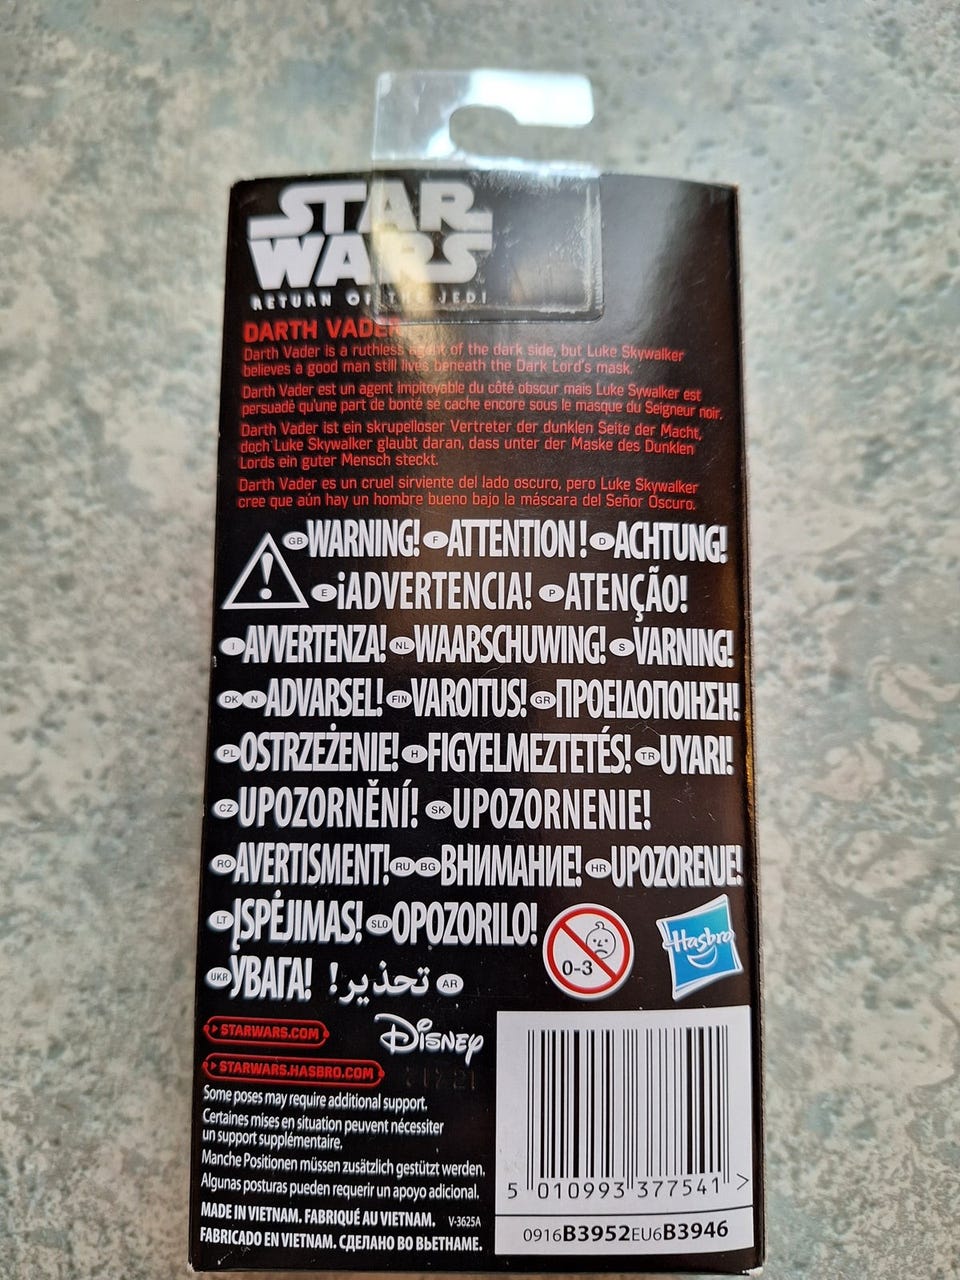 STAR
WARS
RETURN OF THE JEDI
DARTH VADER
Darth Vader is a ruthless agent of the dark side, but Luke Skywalker
believes a good man still lives beneath the Dark Lord's mask.
Darth Vader est un agent impitoyable du côté obscur mais Luke Sywalker est
persuadé qu'une part de bonté se cache encore sous le masque du Seigneur noir.
Darth Vader ist ein skrupelloser Vertreter der dunklen Seite der Macht,
doch Luke Skywalker glaubt daran, dass unter der Maske des Dunklen
Lords ein guter Mensch steckt.
Darth Vader es un cruel sirviente del lado oscuro, pero Luke Skywalker
cree que aún hay un hombre bueno bajo la máscara del Señor Oscuro.
GB WARNING! F ATTENTION ! D ACHTUNG!
E ¡ADVERTENCIA! P ATENÇÃO!
I AVVERTENZA! NL WAARSCHUWING! S VARNING!
DK N ADVARSEL! FIN VAROITUS! GR ΠΡΟΕΙΔΟΠΟΙΗΣΗ!
PL OSTRZEŻENIE! H FIGYELMEZTETÉS! TR UYARI!
CZ UPOZORNĚNÍ! SK UPOZORNENIE!
RO AVERTISMENT! RU BG ВНИМАНИЕ! HR UPOZORENJE!
LT ĮSPĖJIMAS! SLO OPOZORILO!
UKR УВАГА! تحذير! AR
0-3
Hasbro
STARWARS.COM
Disney
STARWARS.HASBRO.COM
Some poses may require additional support.
Certaines mises en situation peuvent nécessiter
un support supplémentaire.
Manche Positionen müssen zusätzlich gestützt werden.
Algunas posturas pueden requerir un apoyo adicional.
MADE IN VIETNAM. FABRIQUÉ AU VIETNAM. V-3625A
FABRICADO EN VIETNAM. СДЕЛАНО ВО ВЬЕТНАМЕ.
5 010993 377541 >
0916B3952EU6B3946